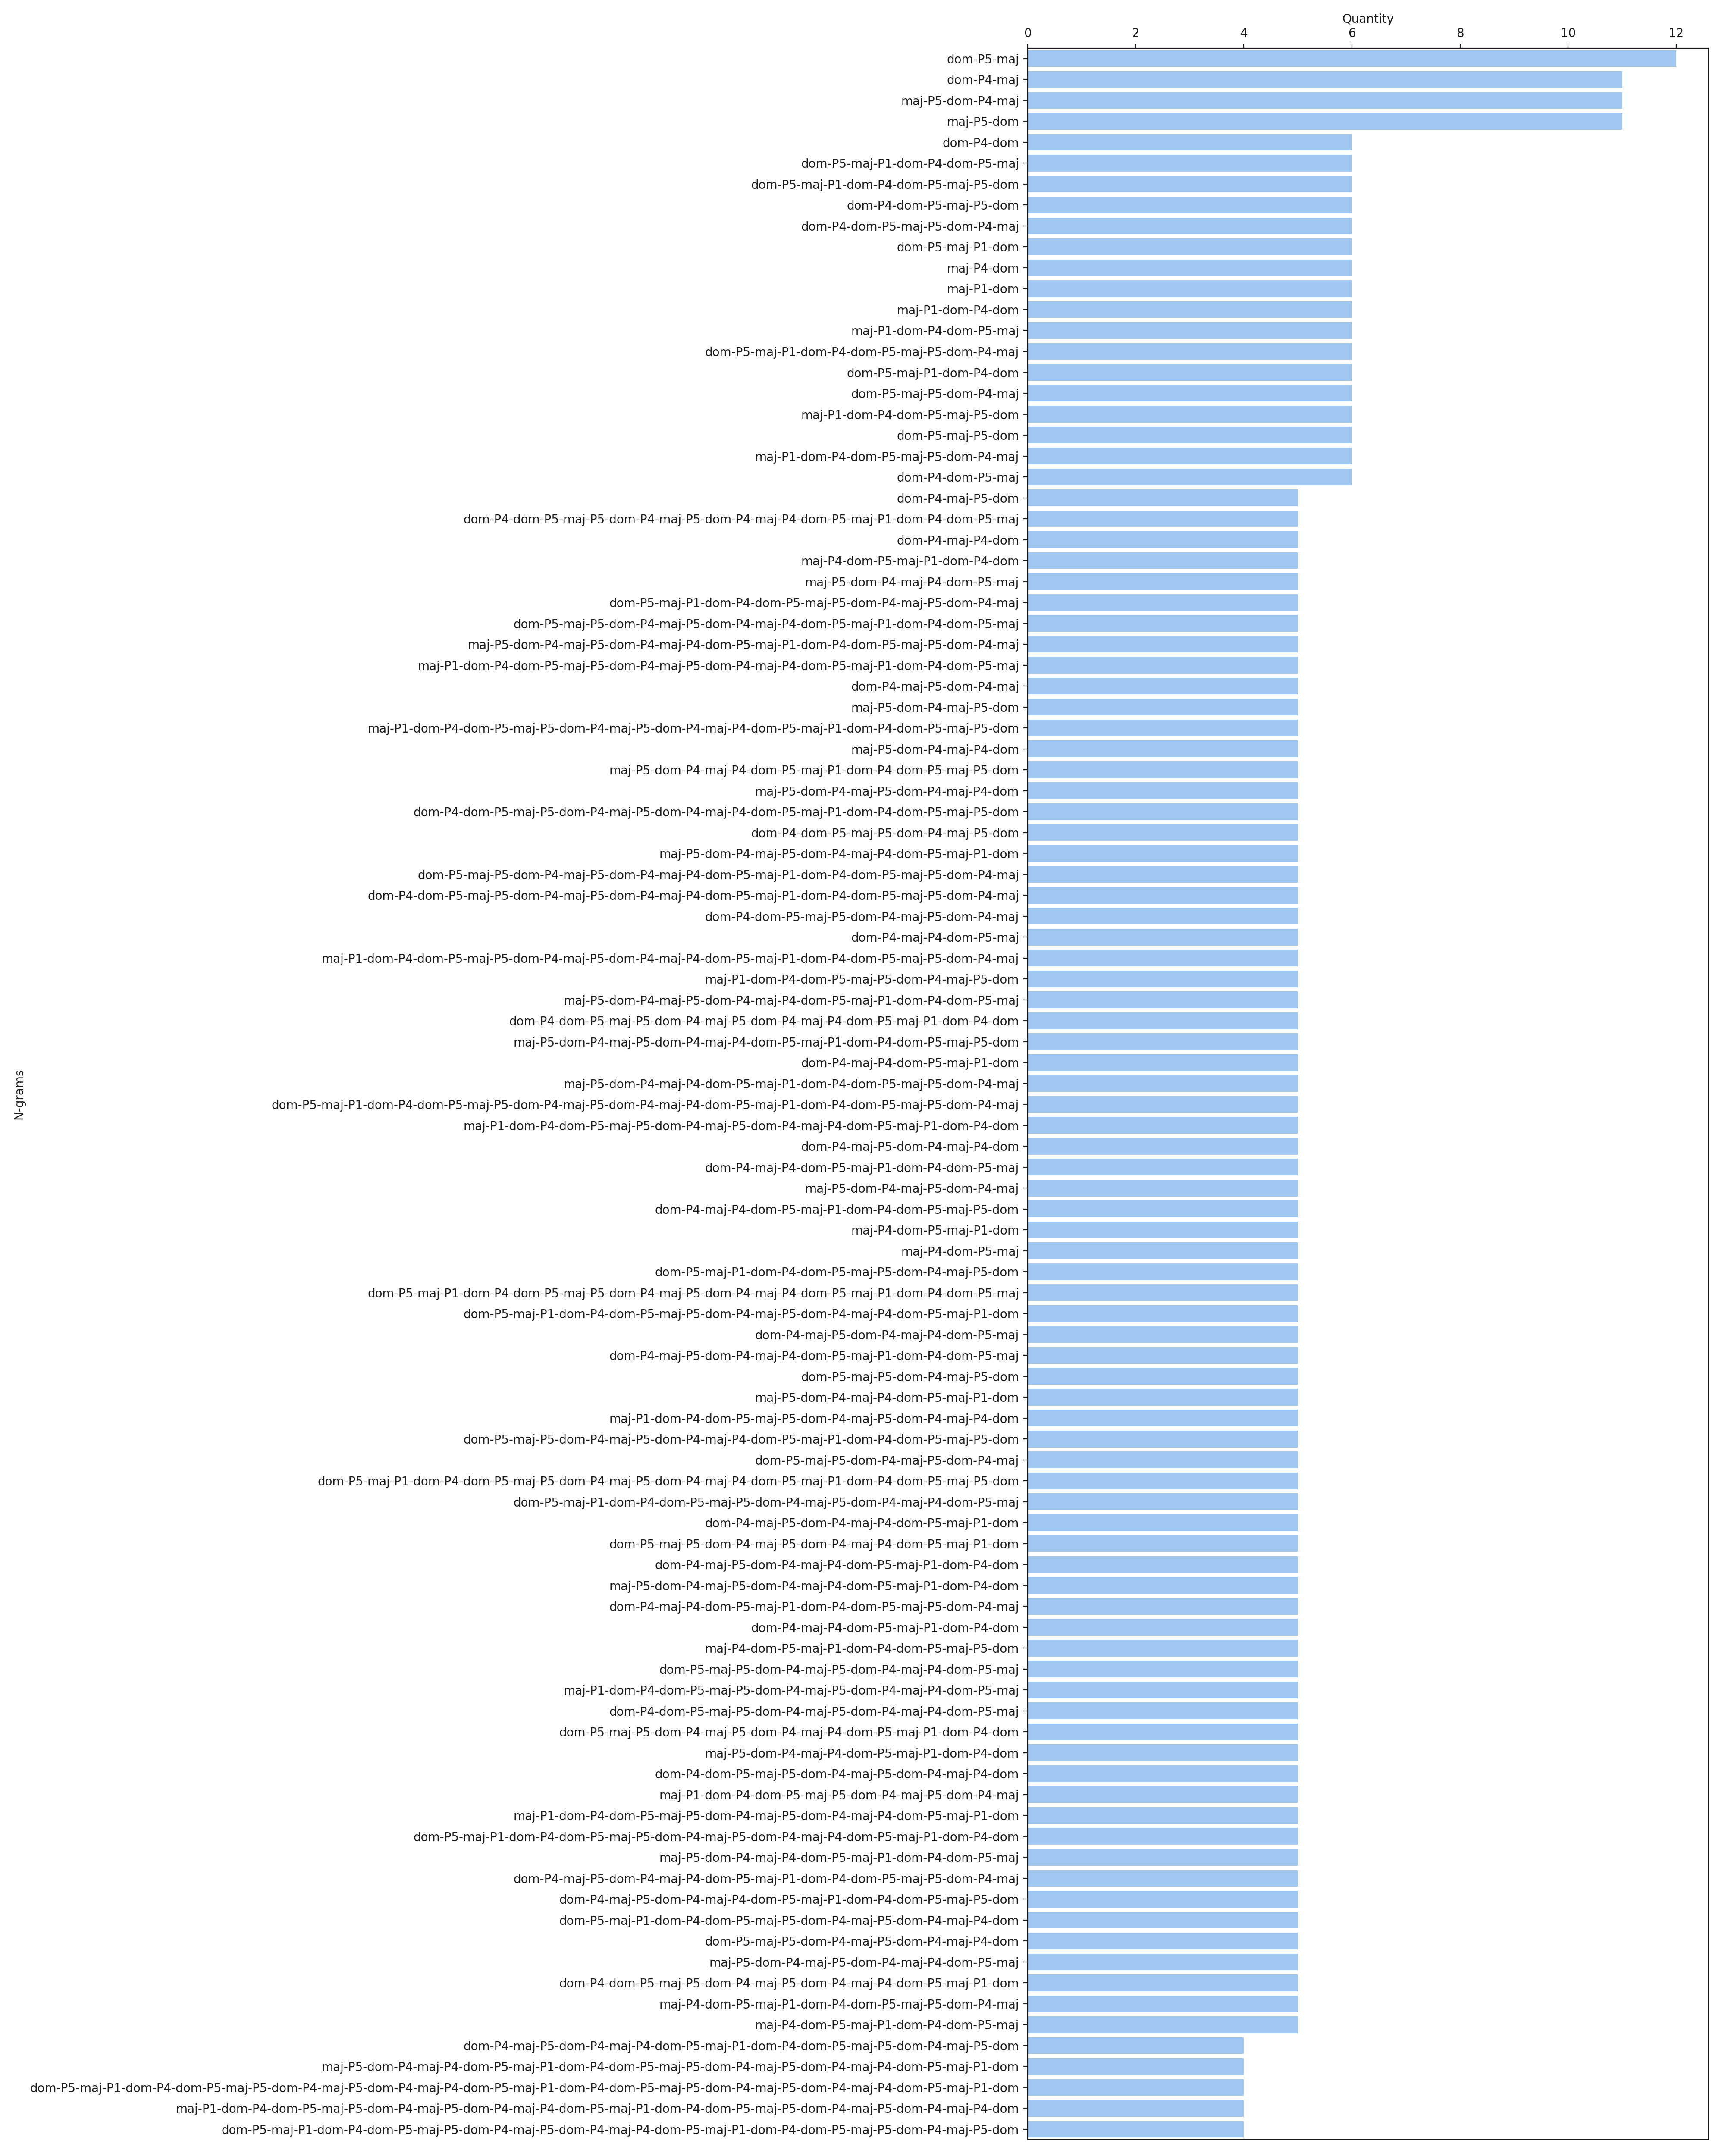 Quantity
0 2 4 6 8 10 12
dom-P5-maj
dom-P4-maj
maj-P5-dom-P4-maj
maj-P5-dom
dom-P4-dom
dom-P5-maj-P1-dom-P4-dom-P5-maj
dom-P5-maj-P1-dom-P4-dom-P5-maj-P5-dom
dom-P4-dom-P5-maj-P5-dom
dom-P4-dom-P5-maj-P5-dom-P4-maj
dom-P5-maj-P1-dom
maj-P4-dom
maj-P1-dom
maj-P1-dom-P4-dom
maj-P1-dom-P4-dom-P5-maj
dom-P5-maj-P1-dom-P4-dom-P5-maj-P5-dom-P4-maj
dom-P5-maj-P1-dom-P4-dom
dom-P5-maj-P5-dom-P4-maj
maj-P1-dom-P4-dom-P5-maj-P5-dom
dom-P5-maj-P5-dom
maj-P1-dom-P4-dom-P5-maj-P5-dom-P4-maj
dom-P4-dom-P5-maj
dom-P4-maj-P5-dom
dom-P4-dom-P5-maj-P5-dom-P4-maj-P5-dom-P4-maj-P4-dom-P5-maj-P1-dom-P4-dom-P5-maj
dom-P4-maj-P4-dom
maj-P4-dom-P5-maj-P1-dom-P4-dom
maj-P5-dom-P4-maj-P4-dom-P5-maj
dom-P5-maj-P1-dom-P4-dom-P5-maj-P5-dom-P4-maj-P5-dom-P4-maj
dom-P5-maj-P5-dom-P4-maj-P5-dom-P4-maj-P4-dom-P5-maj-P1-dom-P4-dom-P5-maj
maj-P5-dom-P4-maj-P5-dom-P4-maj-P4-dom-P5-maj-P1-dom-P4-dom-P5-maj-P5-dom-P4-maj
maj-P1-dom-P4-dom-P5-maj-P5-dom-P4-maj-P5-dom-P4-maj-P4-dom-P5-maj-P1-dom-P4-dom-P5-maj
dom-P4-maj-P5-dom-P4-maj
maj-P5-dom-P4-maj-P5-dom
maj-P1-dom-P4-dom-P5-maj-P5-dom-P4-maj-P5-dom-P4-maj-P4-dom-P5-maj-P1-dom-P4-dom-P5-maj-P5-dom
maj-P5-dom-P4-maj-P4-dom
maj-P5-dom-P4-maj-P4-dom-P5-maj-P1-dom-P4-dom-P5-maj-P5-dom
maj-P5-dom-P4-maj-P5-dom-P4-maj-P4-dom
dom-P4-dom-P5-maj-P5-dom-P4-maj-P5-dom-P4-maj-P4-dom-P5-maj-P1-dom-P4-dom-P5-maj-P5-dom
dom-P4-dom-P5-maj-P5-dom-P4-maj-P5-dom
maj-P5-dom-P4-maj-P5-dom-P4-maj-P4-dom-P5-maj-P1-dom
dom-P5-maj-P5-dom-P4-maj-P5-dom-P4-maj-P4-dom-P5-maj-P1-dom-P4-dom-P5-maj-P5-dom-P4-maj
dom-P4-dom-P5-maj-P5-dom-P4-maj-P5-dom-P4-maj-P4-dom-P5-maj-P1-dom-P4-dom-P5-maj-P5-dom-P4-maj
dom-P4-dom-P5-maj-P5-dom-P4-maj-P5-dom-P4-maj
dom-P4-maj-P4-dom-P5-maj
maj-P1-dom-P4-dom-P5-maj-P5-dom-P4-maj-P5-dom-P4-maj-P4-dom-P5-maj-P1-dom-P4-dom-P5-maj-P5-dom-P4-maj
maj-P1-dom-P4-dom-P5-maj-P5-dom-P4-maj-P5-dom
maj-P5-dom-P4-maj-P5-dom-P4-maj-P4-dom-P5-maj-P1-dom-P4-dom-P5-maj
dom-P4-dom-P5-maj-P5-dom-P4-maj-P5-dom-P4-maj-P4-dom-P5-maj-P1-dom-P4-dom
maj-P5-dom-P4-maj-P5-dom-P4-maj-P4-dom-P5-maj-P1-dom-P4-dom-P5-maj-P5-dom
dom-P4-maj-P4-dom-P5-maj-P1-dom
maj-P5-dom-P4-maj-P4-dom-P5-maj-P1-dom-P4-dom-P5-maj-P5-dom-P4-maj
N-grams
dom-P5-maj-P1-dom-P4-dom-P5-maj-P5-dom-P4-maj-P5-dom-P4-maj-P4-dom-P5-maj-P1-dom-P4-dom-P5-maj-P5-dom-P4-maj
maj-P1-dom-P4-dom-P5-maj-P5-dom-P4-maj-P5-dom-P4-maj-P4-dom-P5-maj-P1-dom-P4-dom
dom-P4-maj-P5-dom-P4-maj-P4-dom
dom-P4-maj-P4-dom-P5-maj-P1-dom-P4-dom-P5-maj
maj-P5-dom-P4-maj-P5-dom-P4-maj
dom-P4-maj-P4-dom-P5-maj-P1-dom-P4-dom-P5-maj-P5-dom
maj-P4-dom-P5-maj-P1-dom
maj-P4-dom-P5-maj
dom-P5-maj-P1-dom-P4-dom-P5-maj-P5-dom-P4-maj-P5-dom
dom-P5-maj-P1-dom-P4-dom-P5-maj-P5-dom-P4-maj-P5-dom-P4-maj-P4-dom-P5-maj-P1-dom-P4-dom-P5-maj
dom-P5-maj-P1-dom-P4-dom-P5-maj-P5-dom-P4-maj-P5-dom-P4-maj-P4-dom-P5-maj-P1-dom
dom-P4-maj-P5-dom-P4-maj-P4-dom-P5-maj
dom-P4-maj-P5-dom-P4-maj-P4-dom-P5-maj-P1-dom-P4-dom-P5-maj
dom-P5-maj-P5-dom-P4-maj-P5-dom
maj-P5-dom-P4-maj-P4-dom-P5-maj-P1-dom
maj-P1-dom-P4-dom-P5-maj-P5-dom-P4-maj-P5-dom-P4-maj-P4-dom
dom-P5-maj-P5-dom-P4-maj-P5-dom-P4-maj-P4-dom-P5-maj-P1-dom-P4-dom-P5-maj-P5-dom
dom-P5-maj-P5-dom-P4-maj-P5-dom-P4-maj
dom-P5-maj-P1-dom-P4-dom-P5-maj-P5-dom-P4-maj-P5-dom-P4-maj-P4-dom-P5-maj-P1-dom-P4-dom-P5-maj-P5-dom
dom-P5-maj-P1-dom-P4-dom-P5-maj-P5-dom-P4-maj-P5-dom-P4-maj-P4-dom-P5-maj
dom-P4-maj-P5-dom-P4-maj-P4-dom-P5-maj-P1-dom
dom-P5-maj-P5-dom-P4-maj-P5-dom-P4-maj-P4-dom-P5-maj-P1-dom
dom-P4-maj-P5-dom-P4-maj-P4-dom-P5-maj-P1-dom-P4-dom
maj-P5-dom-P4-maj-P5-dom-P4-maj-P4-dom-P5-maj-P1-dom-P4-dom
dom-P4-maj-P4-dom-P5-maj-P1-dom-P4-dom-P5-maj-P5-dom-P4-maj
dom-P4-maj-P4-dom-P5-maj-P1-dom-P4-dom
maj-P4-dom-P5-maj-P1-dom-P4-dom-P5-maj-P5-dom
dom-P5-maj-P5-dom-P4-maj-P5-dom-P4-maj-P4-dom-P5-maj
maj-P1-dom-P4-dom-P5-maj-P5-dom-P4-maj-P5-dom-P4-maj-P4-dom-P5-maj
dom-P4-dom-P5-maj-P5-dom-P4-maj-P5-dom-P4-maj-P4-dom-P5-maj
dom-P5-maj-P5-dom-P4-maj-P5-dom-P4-maj-P4-dom-P5-maj-P1-dom-P4-dom
maj-P5-dom-P4-maj-P4-dom-P5-maj-P1-dom-P4-dom
dom-P4-dom-P5-maj-P5-dom-P4-maj-P5-dom-P4-maj-P4-dom
maj-P1-dom-P4-dom-P5-maj-P5-dom-P4-maj-P5-dom-P4-maj
maj-P1-dom-P4-dom-P5-maj-P5-dom-P4-maj-P5-dom-P4-maj-P4-dom-P5-maj-P1-dom
dom-P5-maj-P1-dom-P4-dom-P5-maj-P5-dom-P4-maj-P5-dom-P4-maj-P4-dom-P5-maj-P1-dom-P4-dom
maj-P5-dom-P4-maj-P4-dom-P5-maj-P1-dom-P4-dom-P5-maj
dom-P4-maj-P5-dom-P4-maj-P4-dom-P5-maj-P1-dom-P4-dom-P5-maj-P5-dom-P4-maj
dom-P4-maj-P5-dom-P4-maj-P4-dom-P5-maj-P1-dom-P4-dom-P5-maj-P5-dom
dom-P5-maj-P1-dom-P4-dom-P5-maj-P5-dom-P4-maj-P5-dom-P4-maj-P4-dom
dom-P5-maj-P5-dom-P4-maj-P5-dom-P4-maj-P4-dom
maj-P5-dom-P4-maj-P5-dom-P4-maj-P4-dom-P5-maj
dom-P4-dom-P5-maj-P5-dom-P4-maj-P5-dom-P4-maj-P4-dom-P5-maj-P1-dom
maj-P4-dom-P5-maj-P1-dom-P4-dom-P5-maj-P5-dom-P4-maj
maj-P4-dom-P5-maj-P1-dom-P4-dom-P5-maj
dom-P4-maj-P5-dom-P4-maj-P4-dom-P5-maj-P1-dom-P4-dom-P5-maj-P5-dom-P4-maj-P5-dom
maj-P5-dom-P4-maj-P4-dom-P5-maj-P1-dom-P4-dom-P5-maj-P5-dom-P4-maj-P5-dom-P4-maj-P4-dom-P5-maj-P1-dom
dom-P5-maj-P1-dom-P4-dom-P5-maj-P5-dom-P4-maj-P5-dom-P4-maj-P4-dom-P5-maj-P1-dom-P4-dom-P5-maj-P5-dom-P4-maj-P5-dom-P4-maj-P4-dom-P5-maj-P1-dom
maj-P1-dom-P4-dom-P5-maj-P5-dom-P4-maj-P5-dom-P4-maj-P4-dom-P5-maj-P1-dom-P4-dom-P5-maj-P5-dom-P4-maj-P5-dom-P4-maj-P4-dom
dom-P5-maj-P1-dom-P4-dom-P5-maj-P5-dom-P4-maj-P5-dom-P4-maj-P4-dom-P5-maj-P1-dom-P4-dom-P5-maj-P5-dom-P4-maj-P5-dom